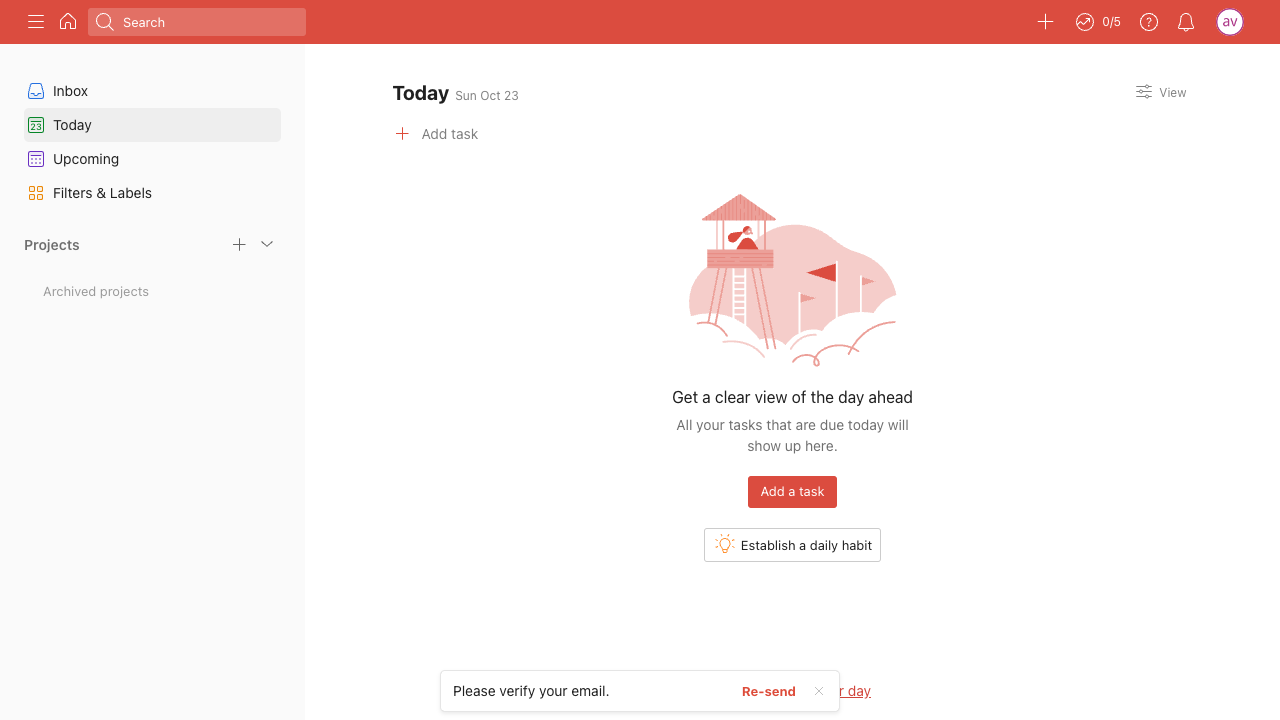 Search
0/5
av
Inbox
23 Today
Upcoming
Filters & Labels
Projects
Archived projects
Today Sun Oct 23
View
Add task
Get a clear view of the day ahead
All your tasks that are due today will
show up here.
Add a task
Establish a daily habit
Please verify your email. Re-send
r day